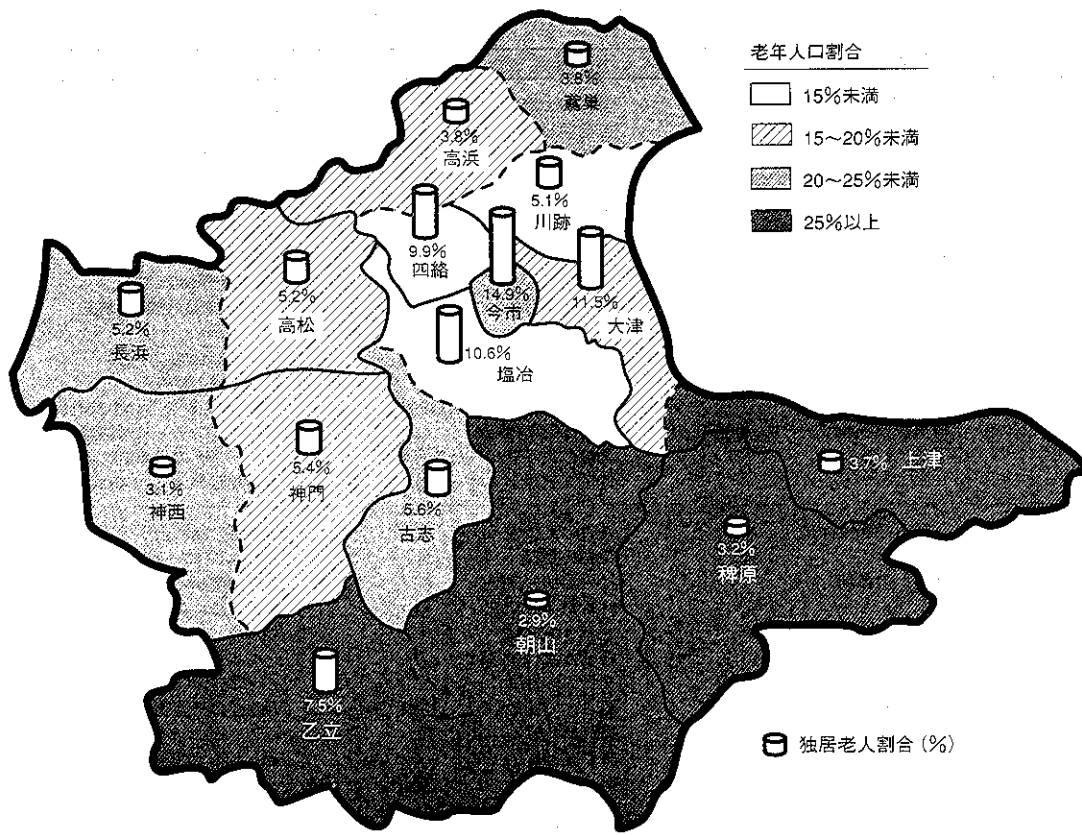 老年人口割合
15%未満
15~20%未満
20~25%未満
25%以上
3.8%
鳶巣
3.8%
高浜
5.1%
川跡
9.9%
四絡
14.9%
今市
11.5%
大津
5.2%
高松
5.2%
長浜
10.6%
塩冶
5.4%
神門
3.1%
神西
5.6%
古志
3.7% 上津
3.2%
稗原
2.9%
朝山
7.5%
乙立
独居老人割合(%)